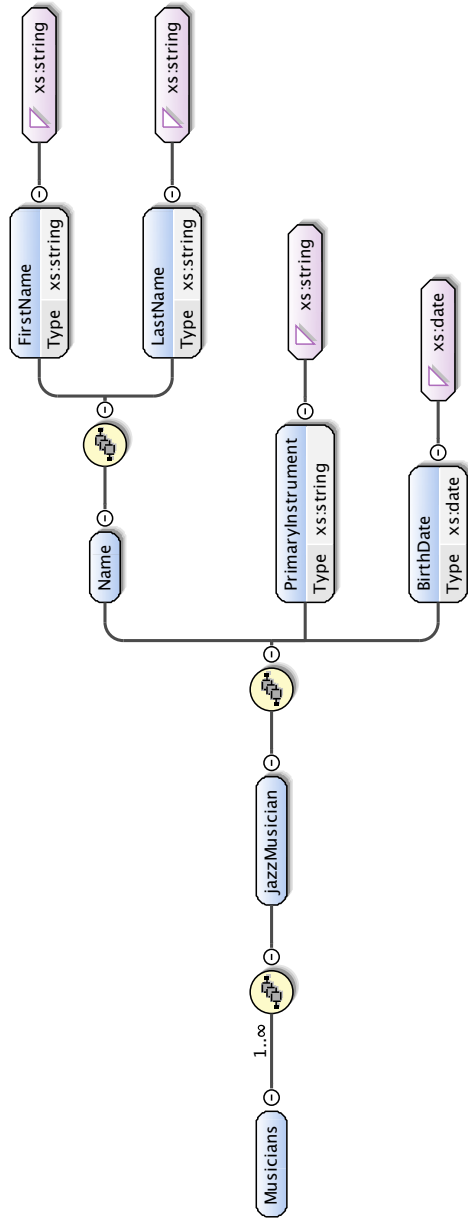 Musicians
1..∞
jazzMusician
Name
FirstName
Type xs:string
xs:string
LastName
Type xs:string
xs:string
PrimaryInstrument
Type xs:string
xs:string
BirthDate
Type xs:date
xs:date